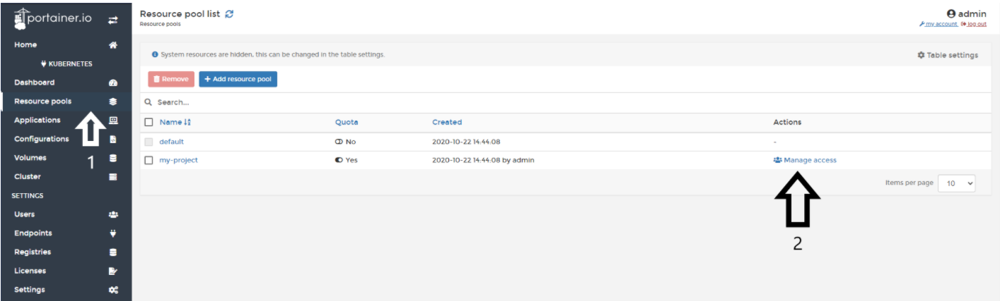 portainer.io
Home
KUBERNETES
Dashboard
Resource pools
Applications
Configurations
Volumes
Cluster
SETTINGS
Users
Endpoints
Registries
Licenses
Settings
1
Resource pool list
Resource pools
admin
my account log out
System resources are hidden, this can be changed in the table settings.
Table settings
Remove + Add resource pool
Search...
Name Quota Created Actions
default No 2020-10-22 14:44:08 -
my-project Yes 2020-10-22 14:44:08 by admin Manage access
Items per page 10
2